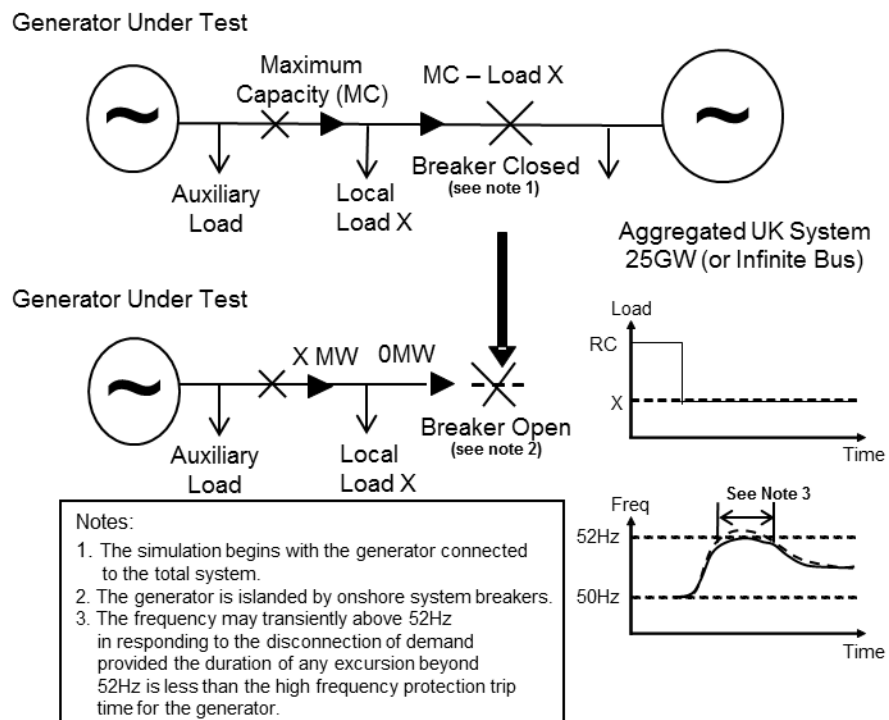 Generator Under Test
Maximum
Capacity (MC)
MC – Load X
Auxiliary
Load
Local
Load X
Breaker Closed
(see note 1)
Aggregated UK System
25GW (or Infinite Bus)
Generator Under Test
X MW
0MW
Auxiliary
Load
Local
Load X
Breaker Open
(see note 2)
Load
RC
X
Time
Freq
See Note 3
52Hz
50Hz
Time
Notes:
1. The simulation begins with the generator connected
to the total system.
2. The generator is islanded by onshore system breakers.
3. The frequency may transiently above 52Hz
in responding to the disconnection of demand
provided the duration of any excursion beyond
52Hz is less than the high frequency protection trip
time for the generator.